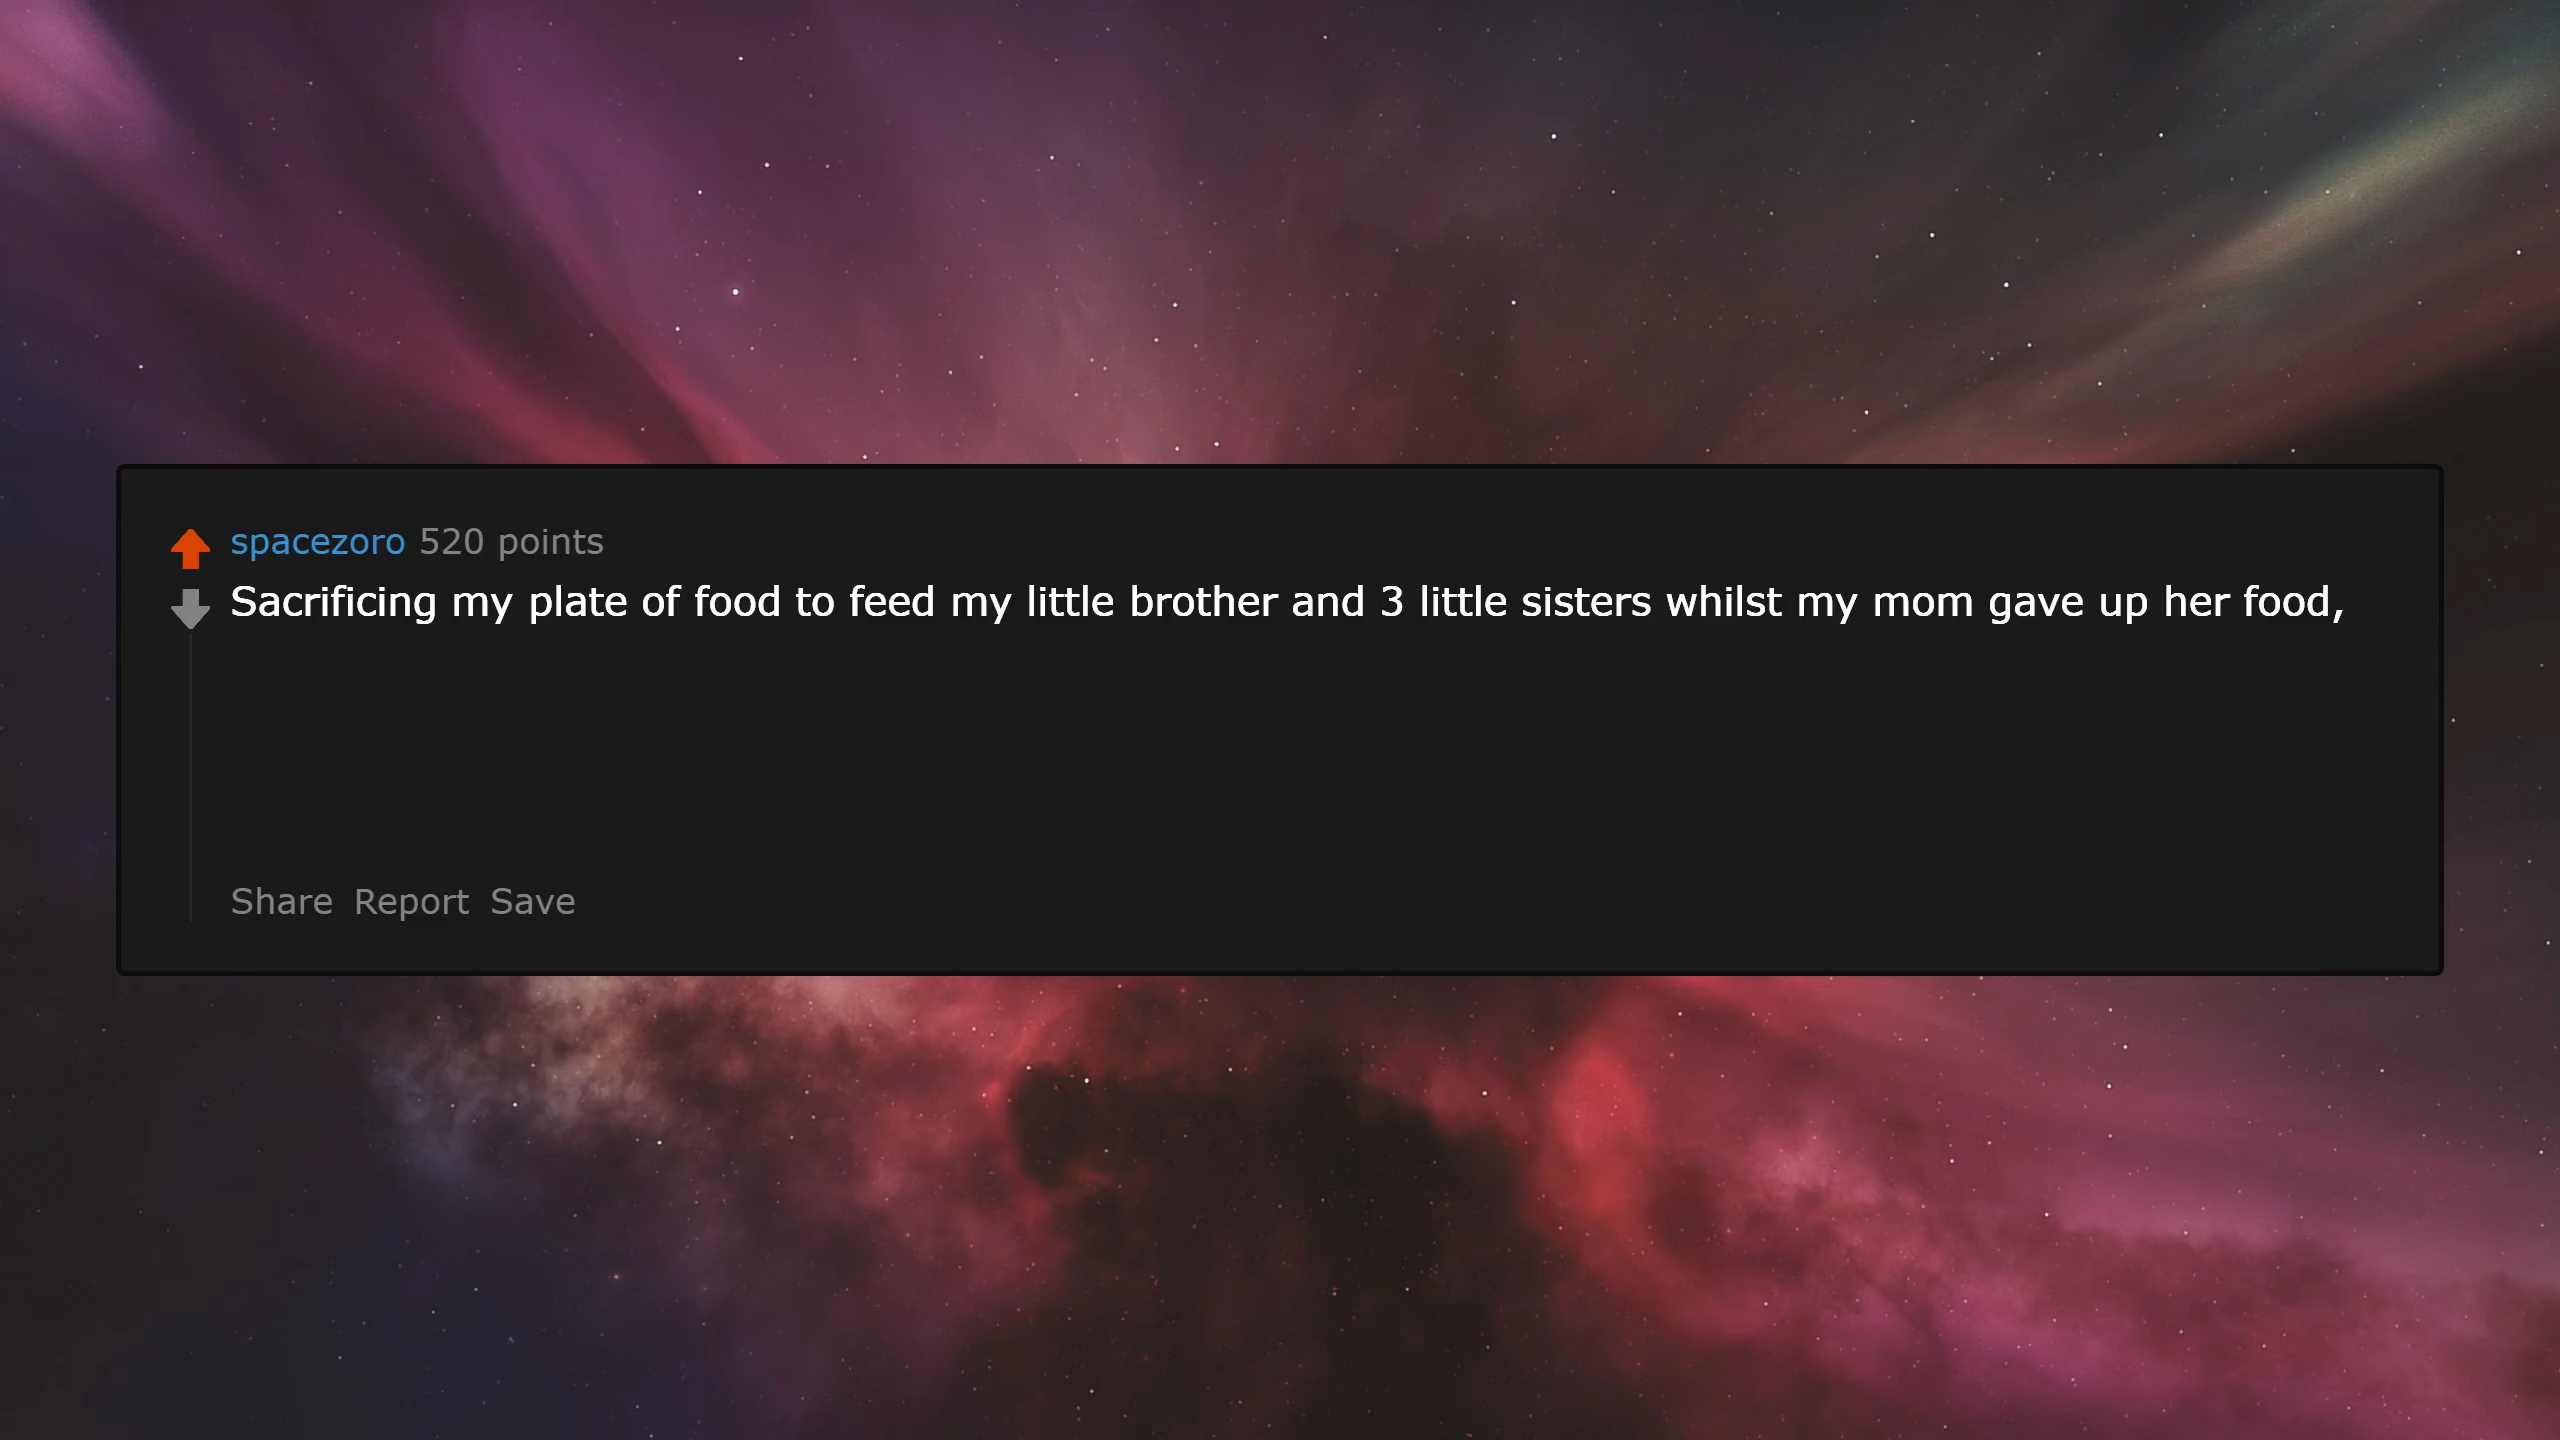 spacezoro 520 points
Sacrificing my plate of food to feed my little brother and 3 little sisters whilst my mom gave up her food,
Share Report Save